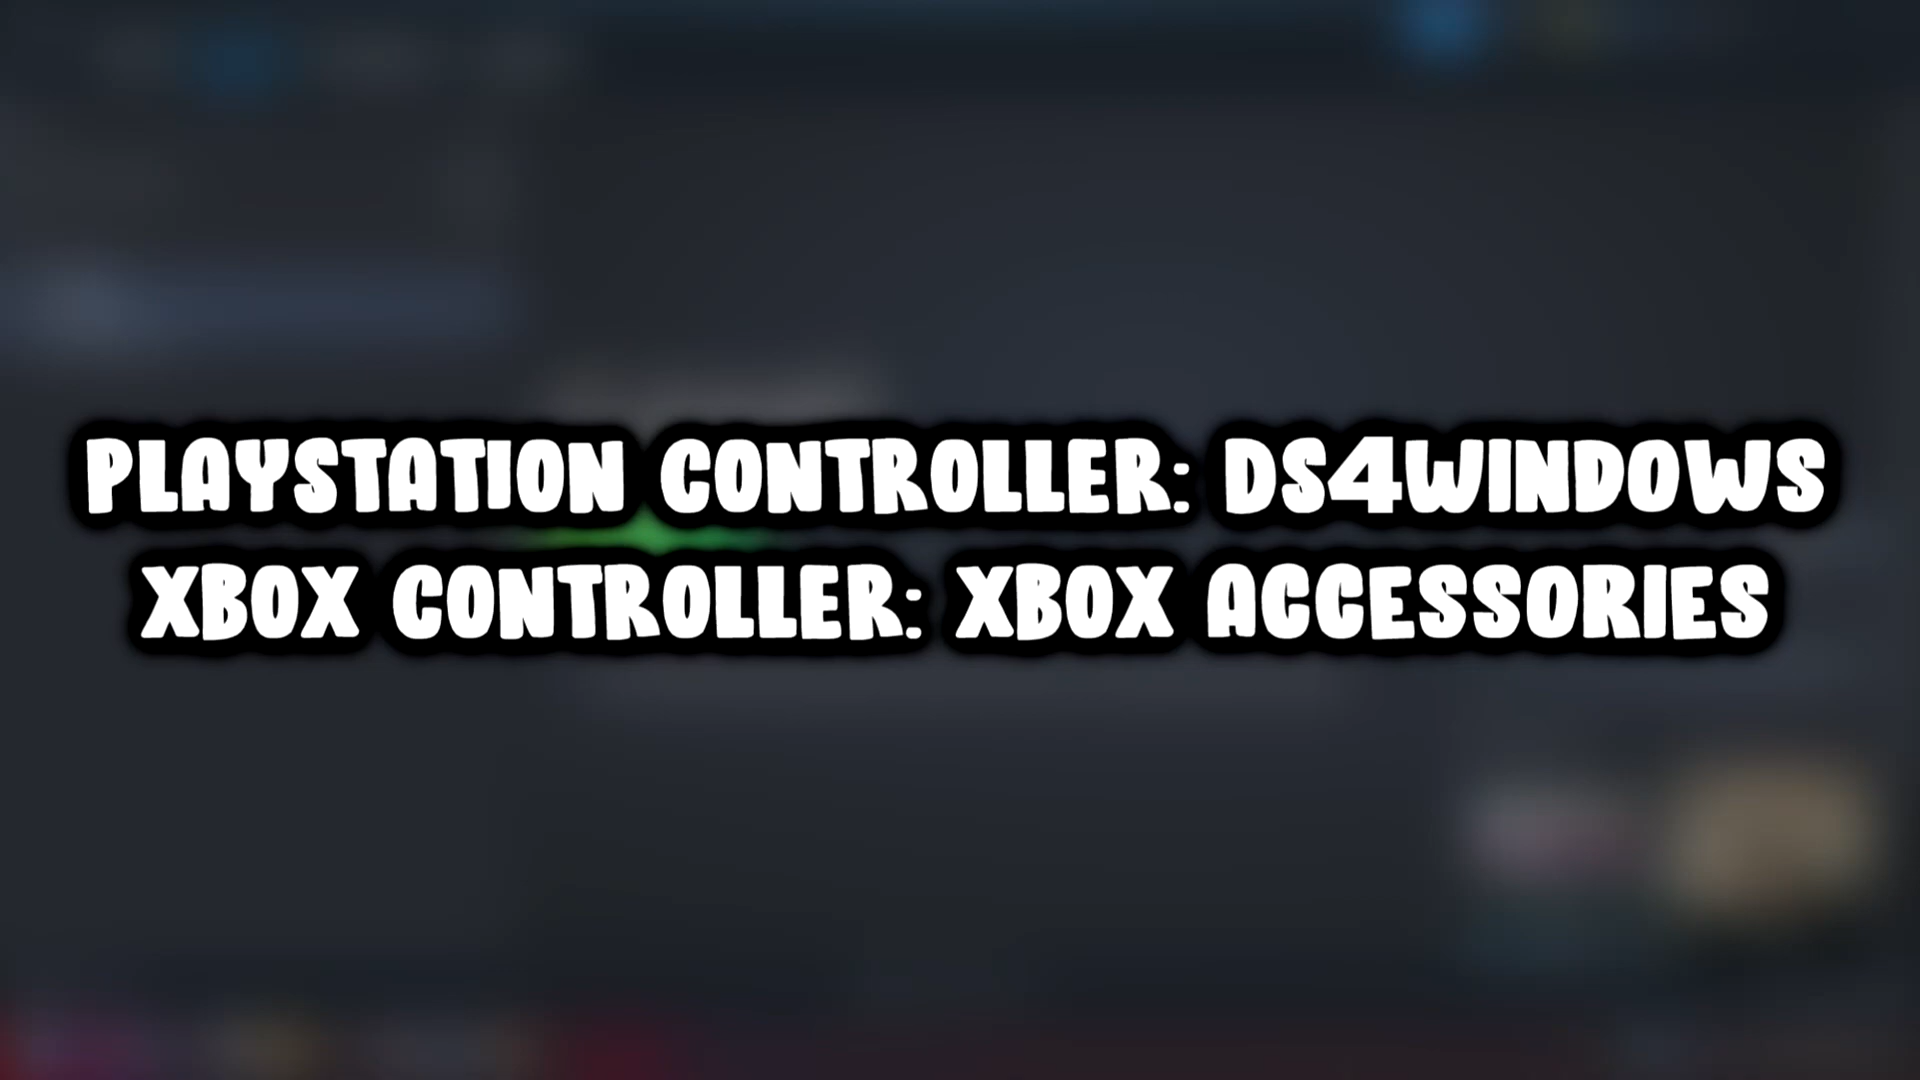 PLAYSTATION CONTROLLER: DS4WINDOWS
XBOX CONTROLLER: XBOX ACCESSORIES